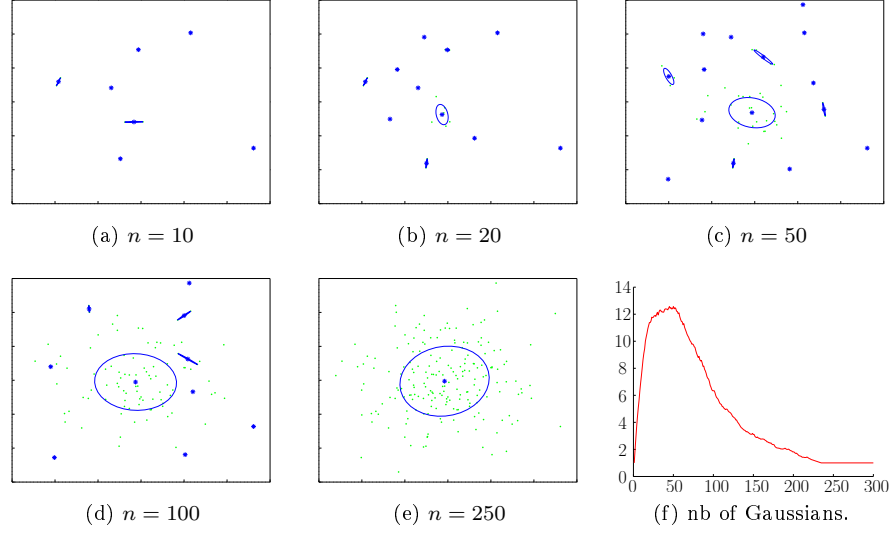 (a) n = 10
(b) n = 20
(c) n = 50
14
12
10
8
6
4
2
0
0 50 100 150 200 250 300
(d) n = 100
(e) n = 250
(f) nb of Gaussians.